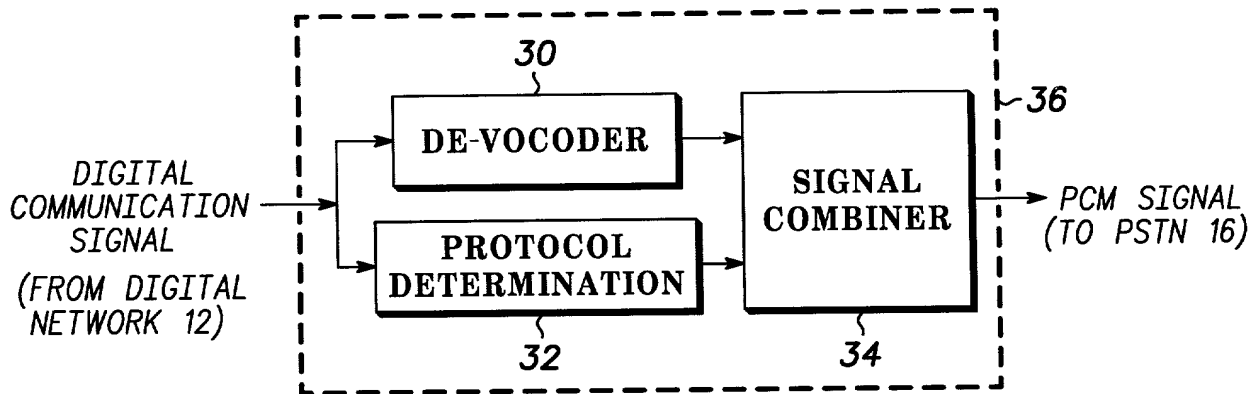 30
DE-VOCODER
36
DIGITAL
COMMUNICATION
SIGNAL
(FROM DIGITAL
NETWORK 12)
PROTOCOL
DETERMINATION
32
SIGNAL
COMBINER
34
PCM SIGNAL
(TO PSTN 16)